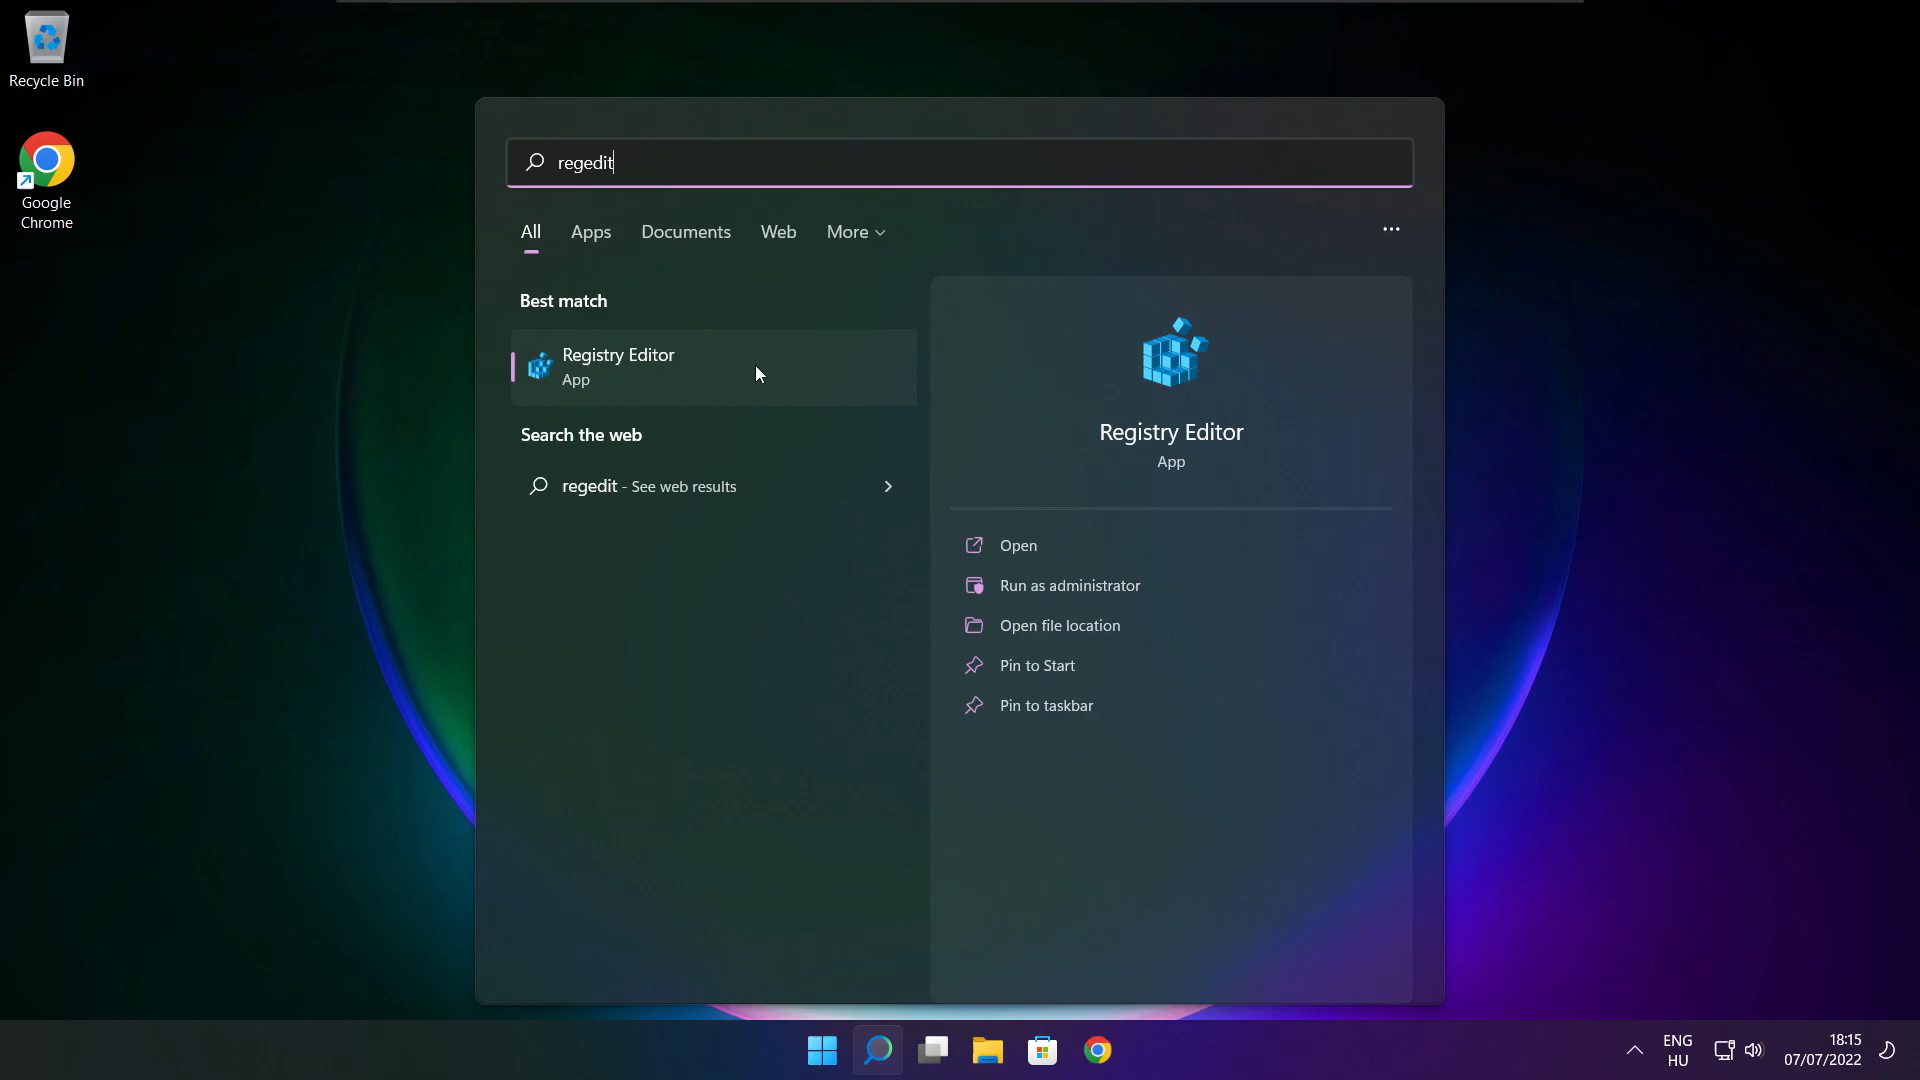 Recycle Bin
Google
Chrome
regedit
All Apps Documents Web More
Best match
Registry Editor
App
Search the web
regedit - See web results
Registry Editor
App
Open
Run as administrator
Open file location
Pin to Start
Pin to taskbar
ENG
HU
18:15
07/07/2022